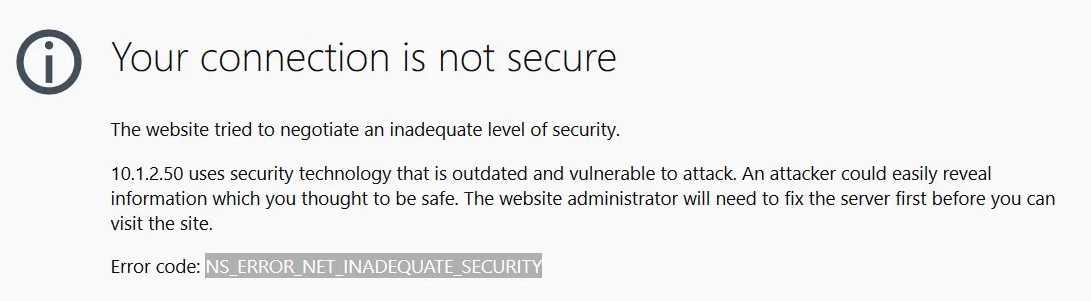 Your connection is not secure
The website tried to negotiate an inadequate level of security.
10.1.2.50 uses security technology that is outdated and vulnerable to attack. An attacker could easily reveal
information which you thought to be safe. The website administrator will need to fix the server first before you can
visit the site.
Error code: NS_ERROR_NET_INADEQUATE_SECURITY